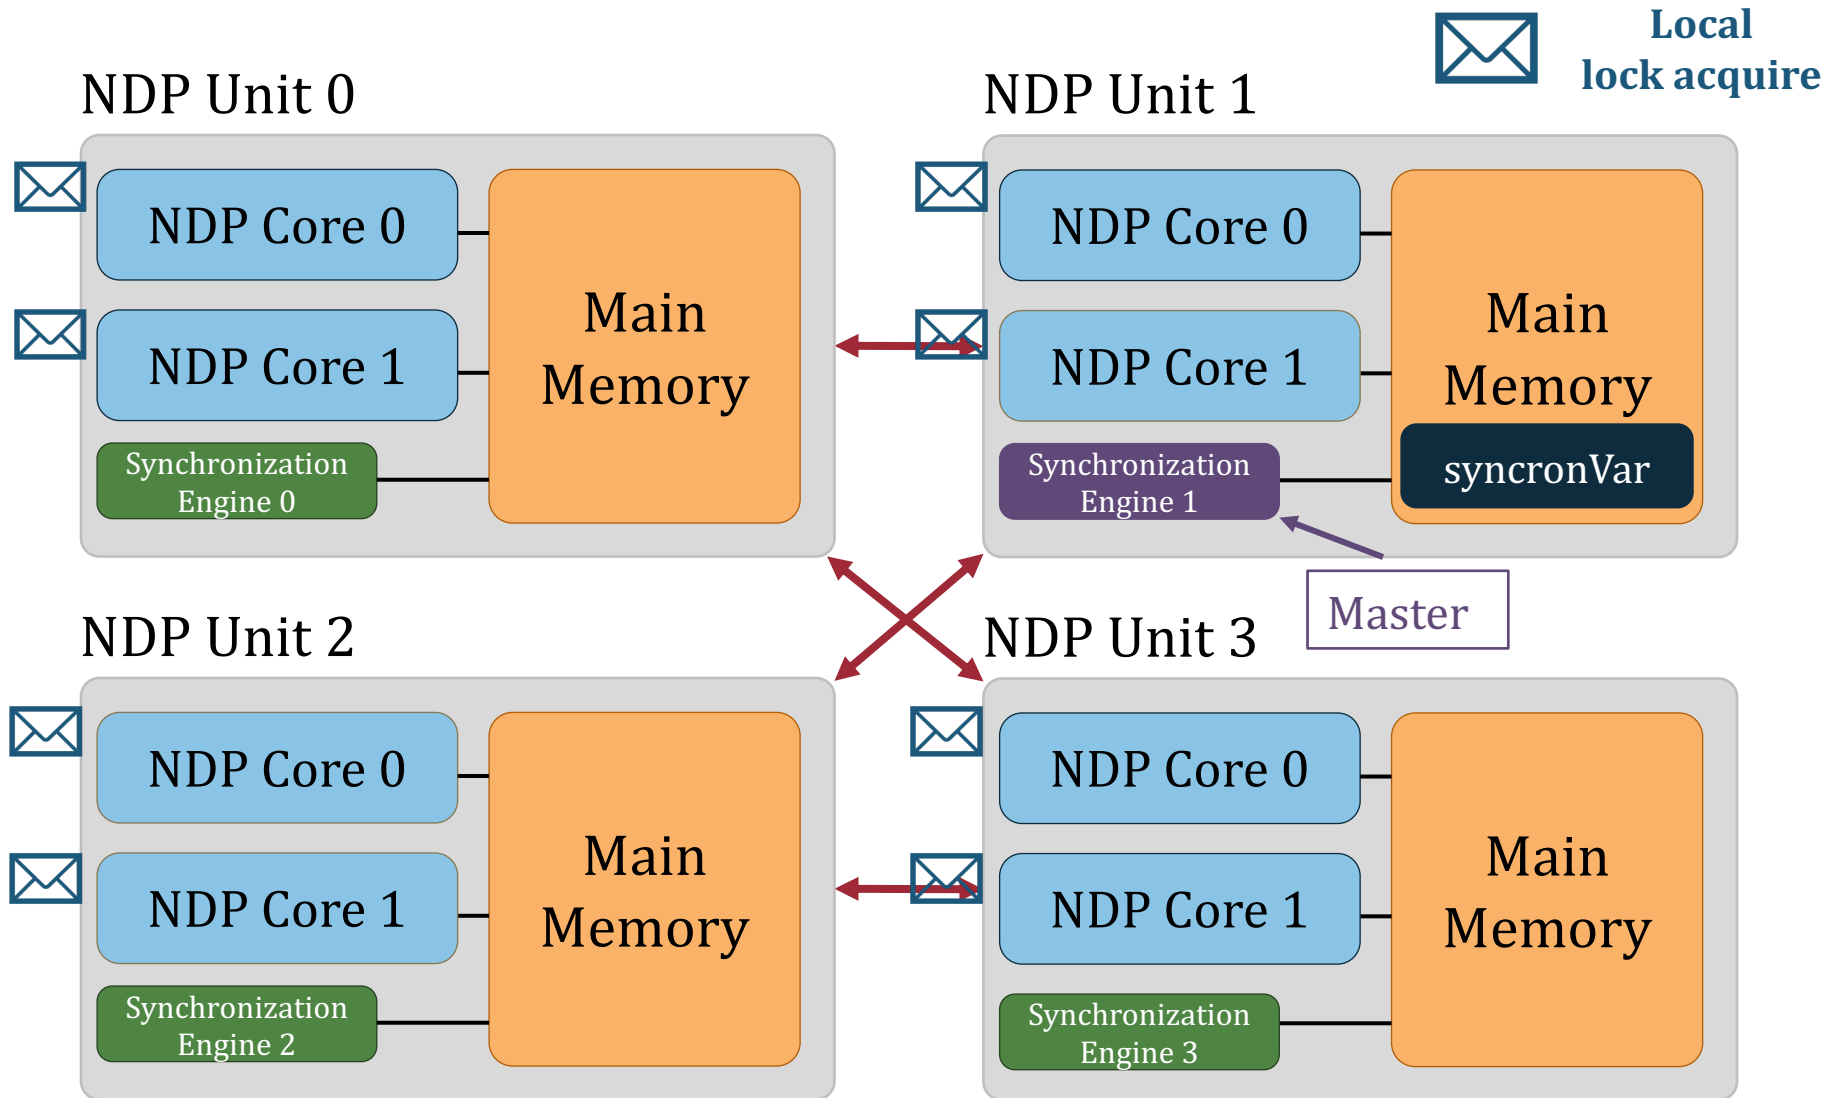 Local
lock acquire
NDP Unit 0
NDP Core 0
NDP Core 1
Synchronization
Engine 0
Main
Memory
NDP Unit 1
NDP Core 0
NDP Core 1
Synchronization
Engine 1
Main
Memory
syncronVar
Master
NDP Unit 2
NDP Core 0
NDP Core 1
Synchronization
Engine 2
Main
Memory
NDP Unit 3
NDP Core 0
NDP Core 1
Synchronization
Engine 3
Main
Memory